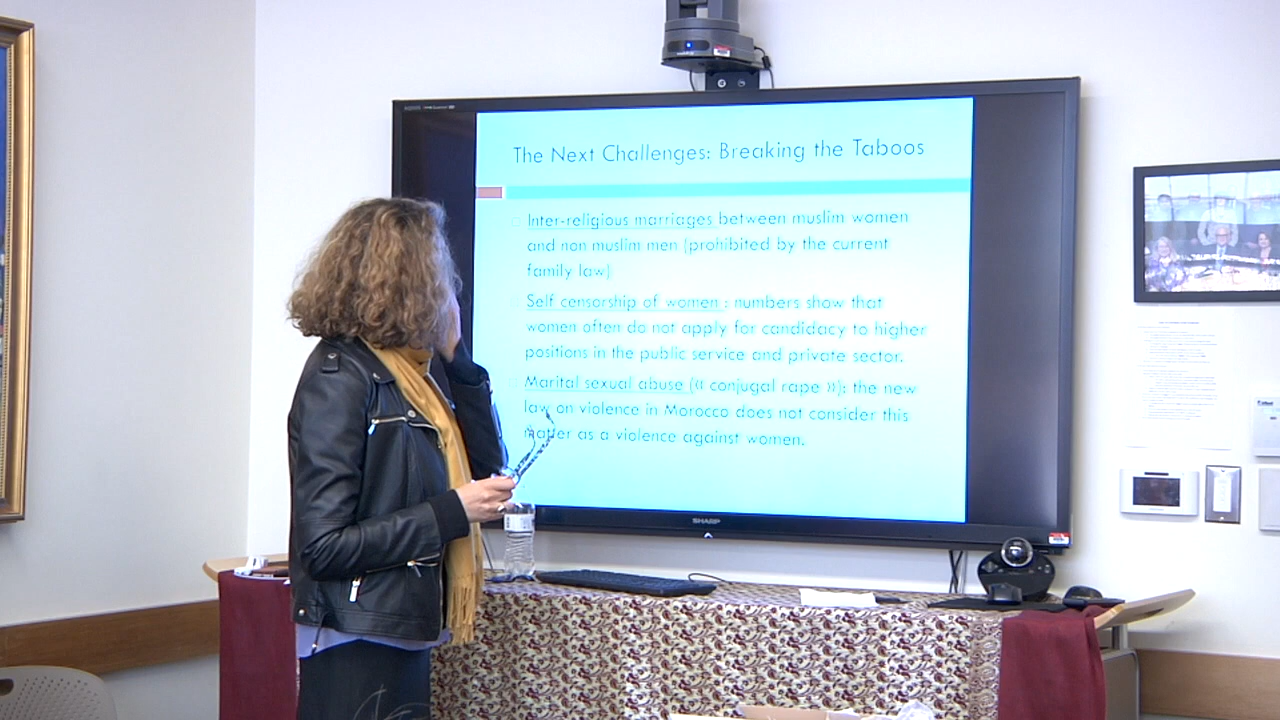 The Next Challenges: Breaking the Taboos
Inter-religious marriages between muslim women
and non muslim men (prohibited by the current
family law)
Self censorship of women : numbers show that
women often do not apply for candidacy to higher
positions in the public service and private sector.
Marital sexual abuse (« conjugal rape »): the new
law on violence in Morocco does not consider this
matter as a violence against women.
SHARP